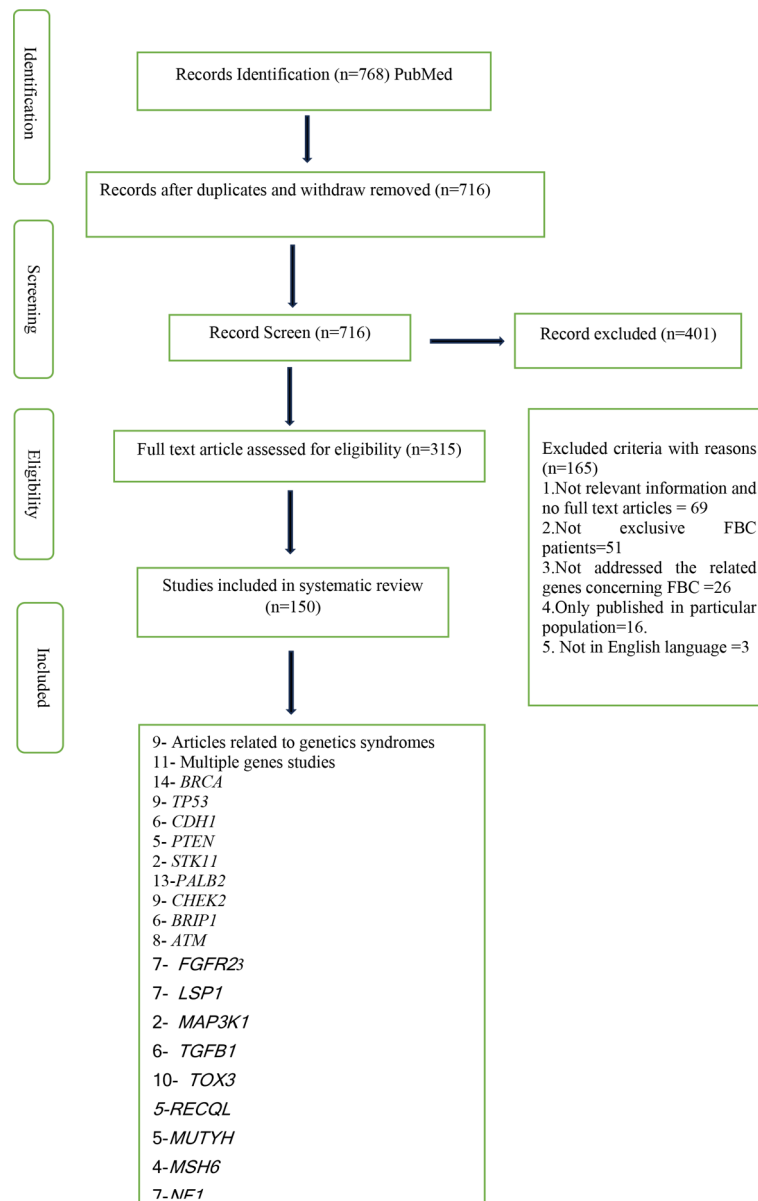 Identification
Records Identification (n=768) PubMed
Records after duplicates and withdraw removed (n=716)
Screening
Record Screen (n=716)
Record excluded (n=401)
Eligibility
Full text article assessed for eligibility (n=315)
Excluded criteria with reasons
(n=165)
1.Not relevant information and
no full text articles = 69
2.Not exclusive FBC
patients=51
3.Not addressed the related
genes concerning FBC =26
4.Only published in particular
population=16.
5. Not in English language =3
Studies included in systematic review
(n=150)
Included
9- Articles related to genetics syndromes
11- Multiple genes studies
14- BRCA
9- TP53
6- CDH1
5- PTEN
2- STK11
13-PALB2
9- CHEK2
6- BRIP1
8- ATM
7- FGFR23
7- LSP1
2- MAP3K1
6- TGFB1
10- TOX3
5-RECQL
5-MUTYH
4-MSH6
7-NF1